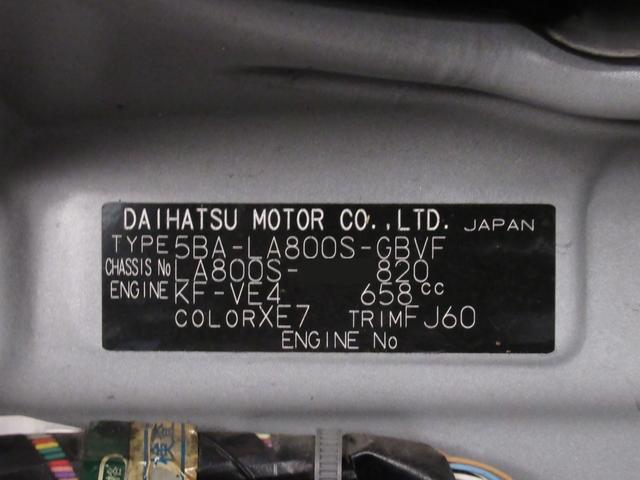 DAIHATSU MOTOR CO.,LTD. JAPAN
TYPE 5BA-LA800S-GBVF
CHASSIS No LA800S- 820
ENGINE KF-VE4 658cc
COLOR XE7 TRIM FJ60
ENGINE No
検